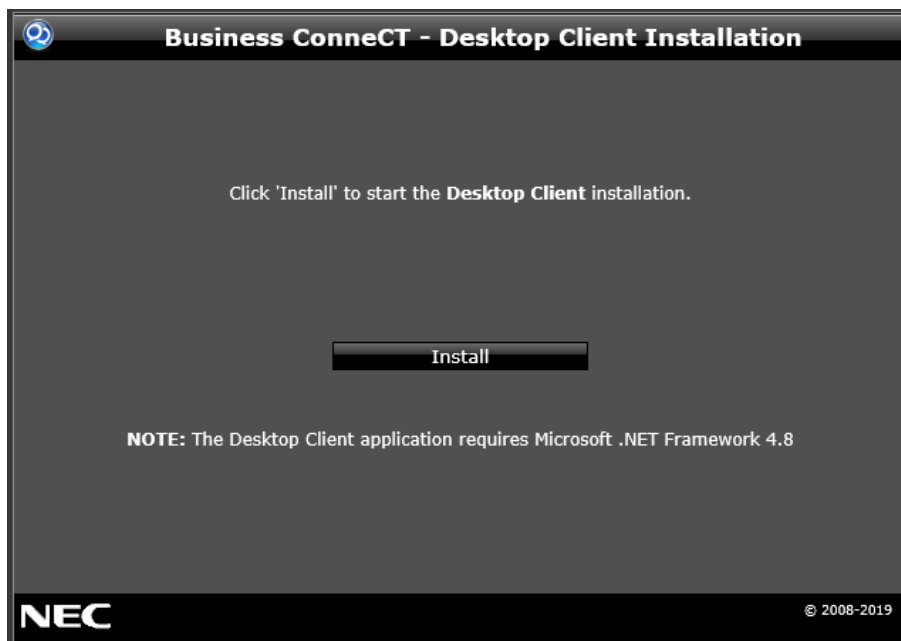 Business ConneCT - Desktop Client Installation
Click 'Install' to start the Desktop Client installation.
Install
NOTE: The Desktop Client application requires Microsoft .NET Framework 4.8
NEC
© 2008-2019